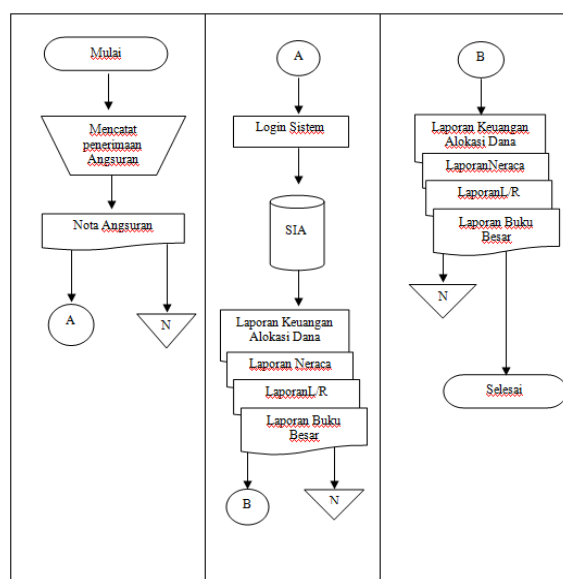 Mulai
Mencatat
penerimaan
Angsuran
Nota Angsuran
A
N
A
Login Sistem
SIA
Laporan Keuangan
Alokasi Dana
Laporan Neraca
LaporanL/R
Laporan Buku
Besar
B
N
B
Laporan Keuangan
Alokasi Dana
LaporanNeraca
LaporanL/R
Laporan Buku
Besar
N
Selesai